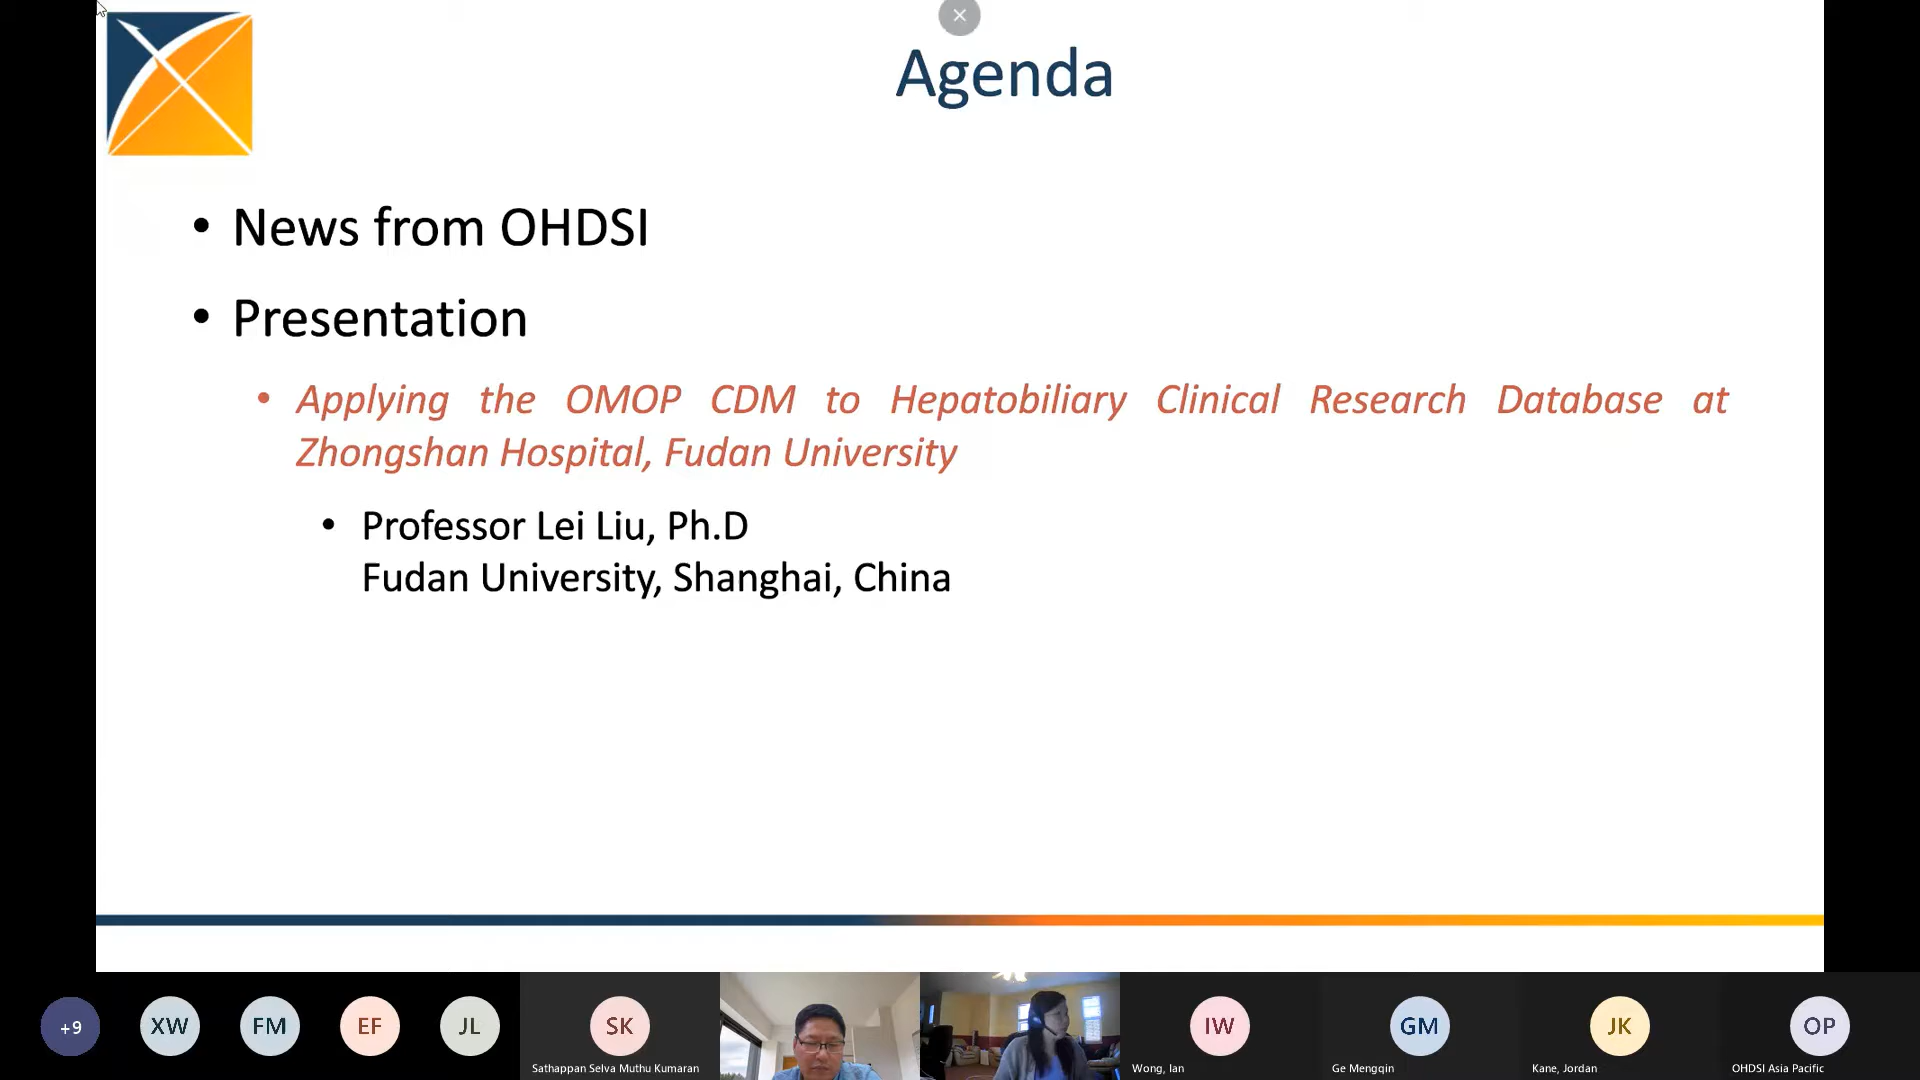 Agenda
• News from OHDSI
• Presentation
• Applying the OMOP CDM to Hepatobiliary Clinical Research Database at
Zhongshan Hospital, Fudan University
• Professor Lei Liu, Ph.D
Fudan University, Shanghai, China
+9
XW
FM
EF
JL
SK
IW
GM
JK
OP
Sathappan Selva Muthu Kumaran
Wong, Ian
Ge Mengqin
Kane, Jordan
OHDSI Asia Pacific